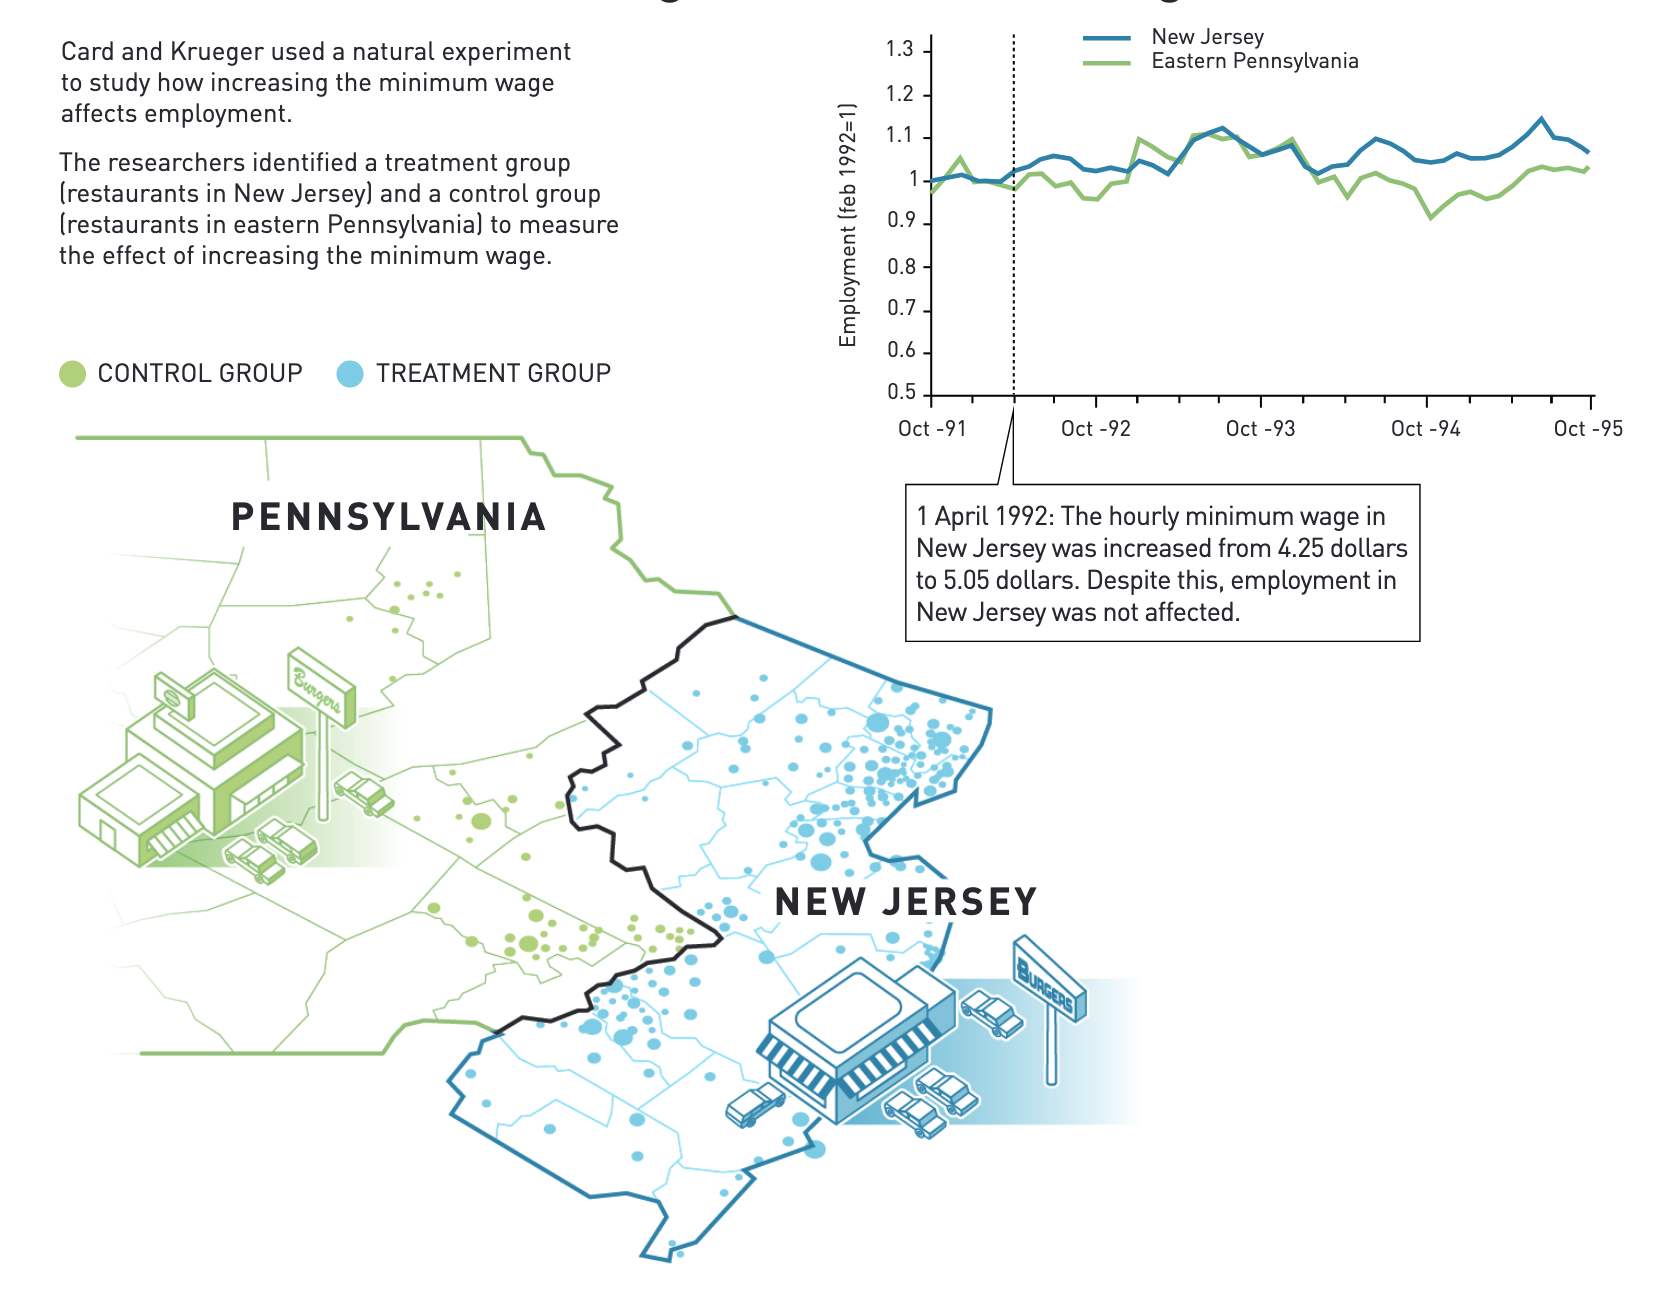 Card and Krueger used a natural experiment
to study how increasing the minimum wage
affects employment.
The researchers identified a treatment group
(restaurants in New Jersey) and a control group
(restaurants in eastern Pennsylvania) to measure
the effect of increasing the minimum wage.
CONTROL GROUP
TREATMENT GROUP
New Jersey
Eastern Pennsylvania
Employment (feb 1992=1)
1.3
1.2
1.1
1
0.9
0.8
0.7
0.6
0.5
Oct -91
Oct -92
Oct -93
Oct -94
Oct -95
1 April 1992: The hourly minimum wage in
New Jersey was increased from 4.25 dollars
to 5.05 dollars. Despite this, employment in
New Jersey was not affected.
PENNSYLVANIA
Burgers
NEW JERSEY
BURGERS